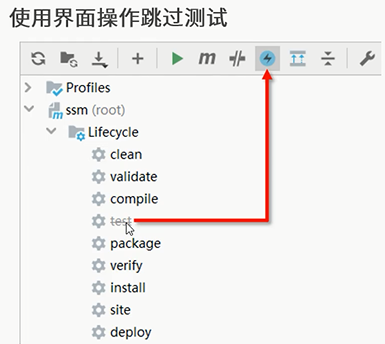 使用界面操作跳过测试
m
Profiles
ssm (root)
Lifecycle
clean
validate
compile
test
package
verify
install
site
deploy